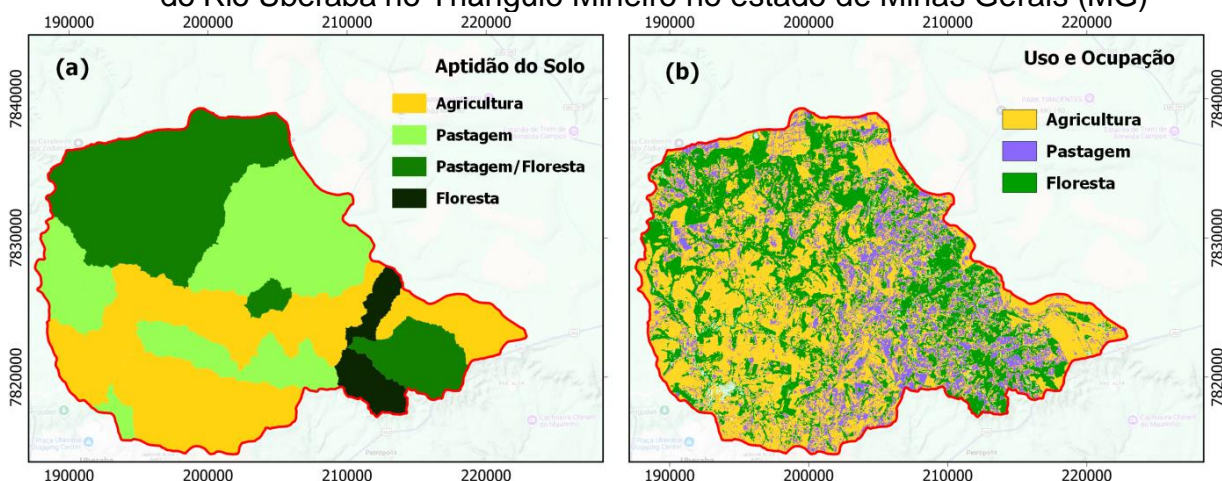 do Rio Uberaba no Triângulo Mineiro no estado de Minas Gerais (MG)
190000 200000 210000 220000
190000 200000 210000 220000
(a)
Aptidão do Solo
Agricultura
Pastagem
Pastagem/Floresta
Floresta
7840000
7830000
7820000
(b)
Uso e Ocupação
Agricultura
Pastagem
Floresta
7840000
7830000
7820000
Uberaba
Peirópolis
190000 200000 210000 220000
190000 200000 210000 220000